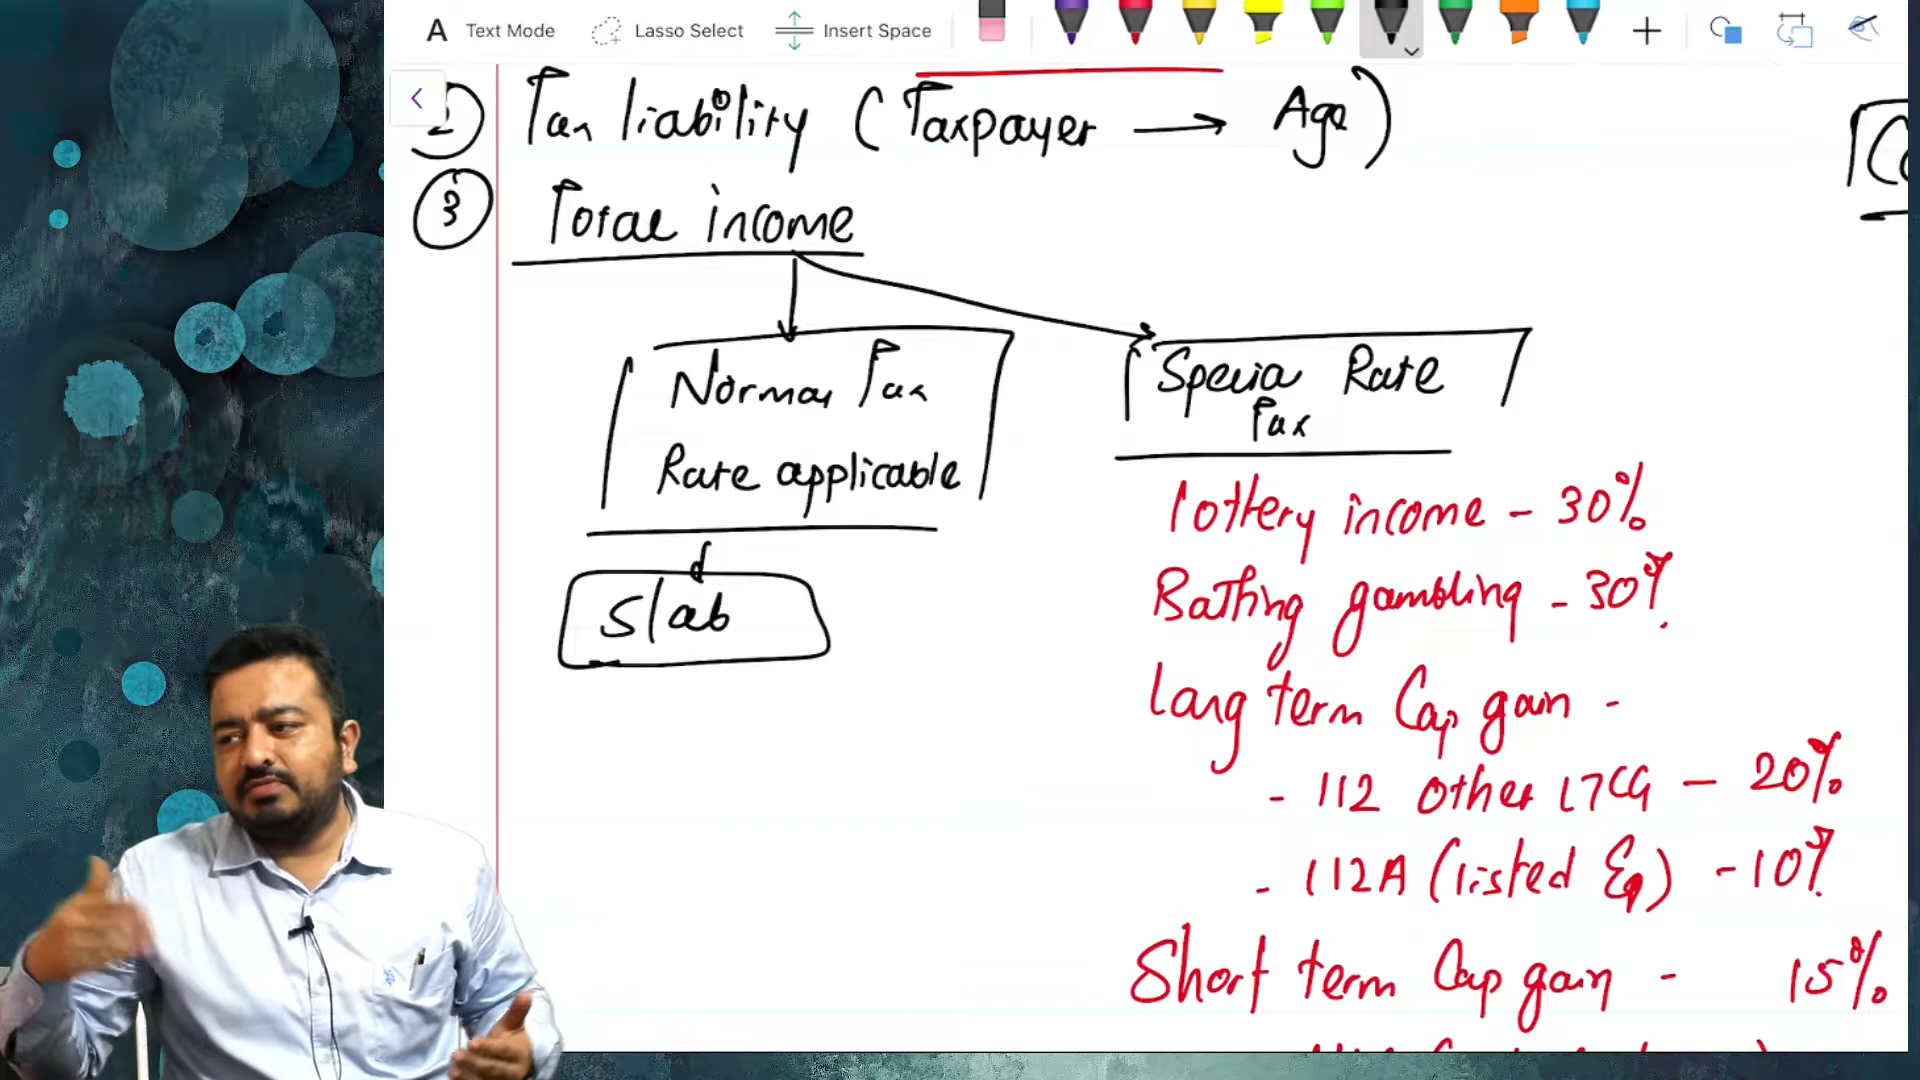 Text Mode Lasso Select Insert Space
2 Tax liability (Taxpayer → Age)
3 Total income
Normal Tax
Rate applicable
Slab
Special Rate
Tax
lottery income - 30%
gambling - 30%
Long term Cap gain -
- 112 Other LTCG - 20%
- 112A (listed Eq) - 10%
Short term Cap gain - 15%